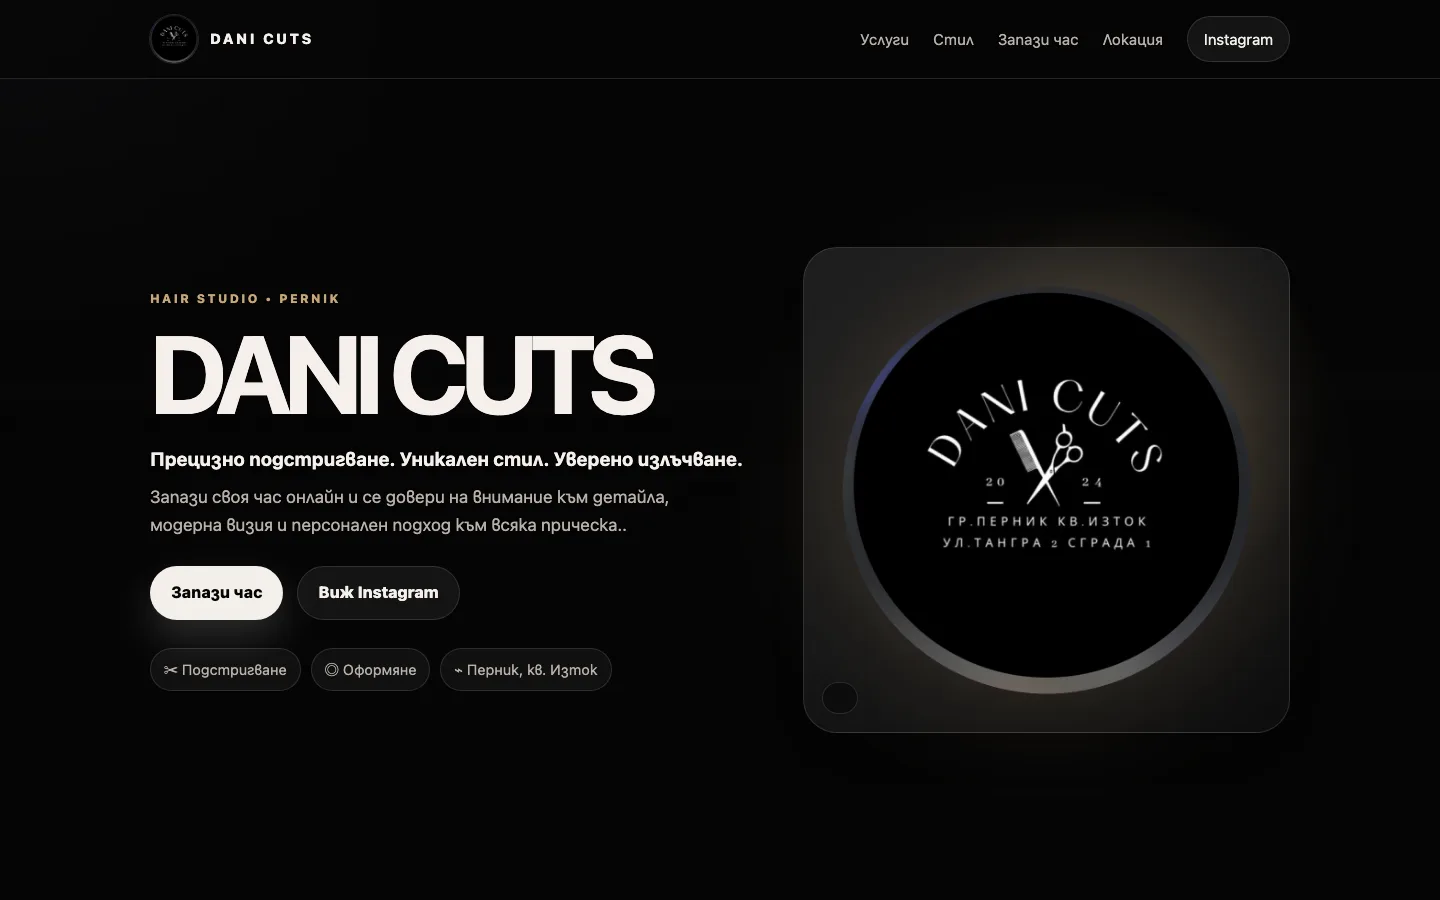 DANI CUTS
Услуги Стил Запази час Локация Instagram
HAIR STUDIO • PERNIK
DANI CUTS
Прецизно подстригване. Уникален стил. Уверено излъчване.
Запази своя час онлайн и се довери на внимание към детайла,
модерна визия и персонален подход към всяка прическа..
Запази час Виж Instagram
✂ Подстригване ◎ Оформяне ⌁ Перник, кв. Изток
DANI CUTS
20 24
ГР.ПЕРНИК КВ.ИЗТОК
УЛ.ТАНГРА 2 СГРАДА 1